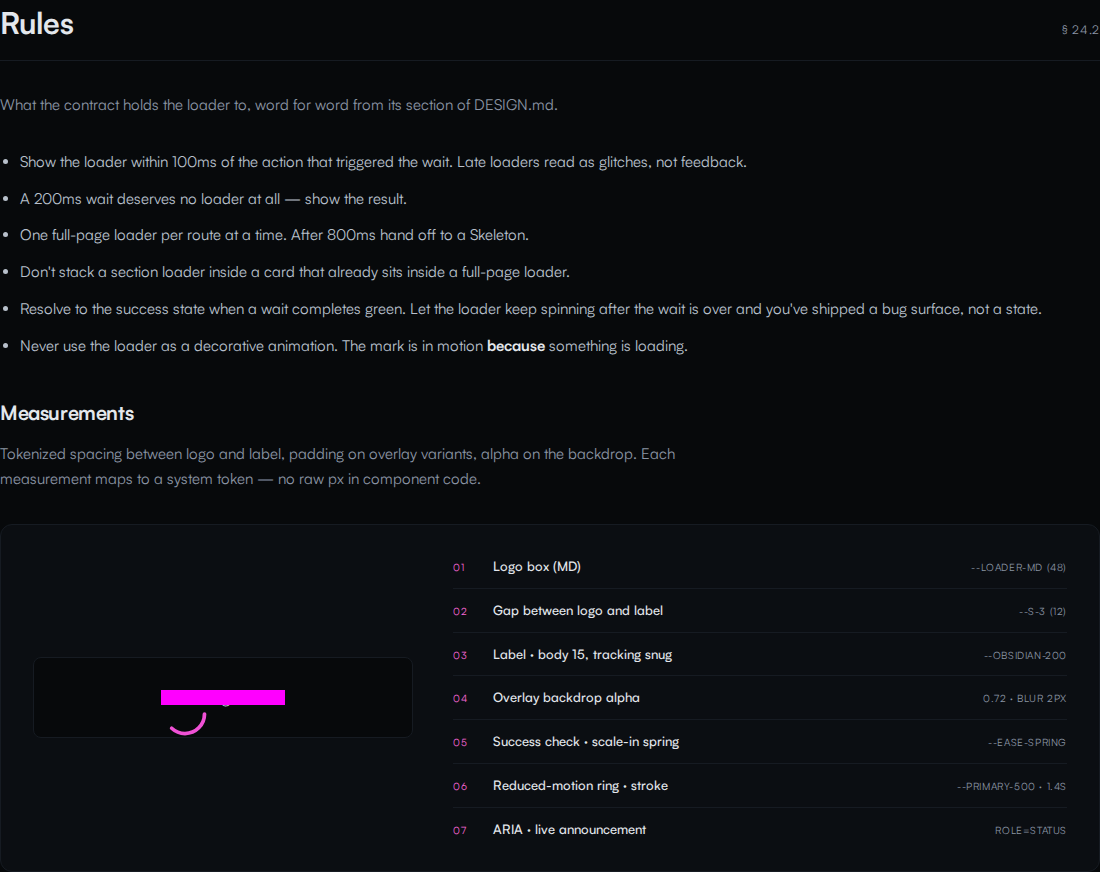 Rules
§ 24.2
What the contract holds the loader to, word for word from its section of DESIGN.md.
• Show the loader within 100ms of the action that triggered the wait. Late loaders read as glitches, not feedback.
• A 200ms wait deserves no loader at all — show the result.
• One full-page loader per route at a time. After 800ms hand off to a Skeleton.
• Don't stack a section loader inside a card that already sits inside a full-page loader.
• Resolve to the success state when a wait completes green. Let the loader keep spinning after the wait is over and you've shipped a bug surface, not a state.
• Never use the loader as a decorative animation. The mark is in motion because something is loading.
Measurements
Tokenized spacing between logo and label, padding on overlay variants, alpha on the backdrop. Each
measurement maps to a system token — no raw px in component code.
01 Logo box (MD) --LOADER-MD (48)
02 Gap between logo and label --S-3 (12)
03 Label · body 15, tracking snug --OBSIDIAN-200
04 Overlay backdrop alpha 0.72 · BLUR 2PX
05 Success check · scale-in spring --EASE-SPRING
06 Reduced-motion ring · stroke --PRIMARY-500 · 1.4S
07 ARIA · live announcement ROLE=STATUS